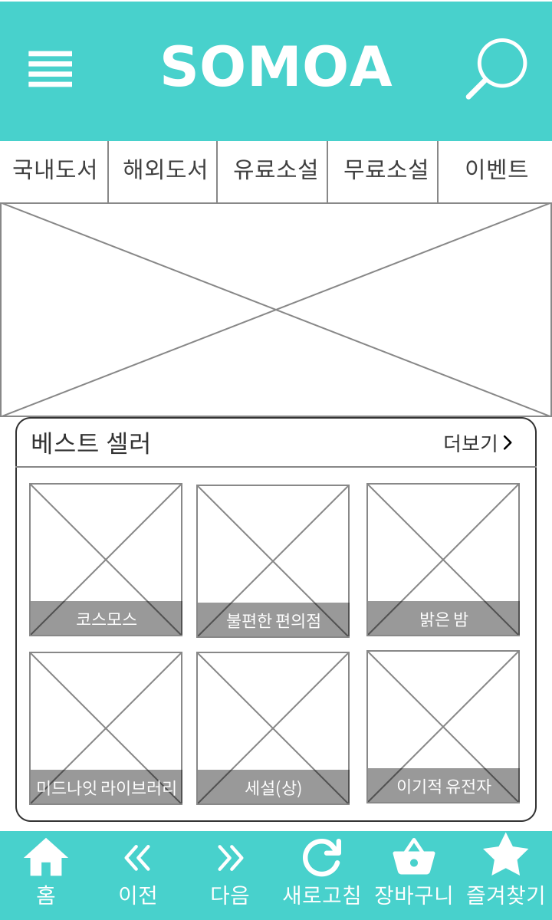 SOMOA
국내도서 해외도서 유료소설 무료소설 이벤트
베스트 셀러 더보기
코스모스 불편한 편의점 밝은 밤
미드나잇 라이브러리 세설(상) 이기적 유전자
홈 이전 다음 새로고침 장바구니 즐겨찾기